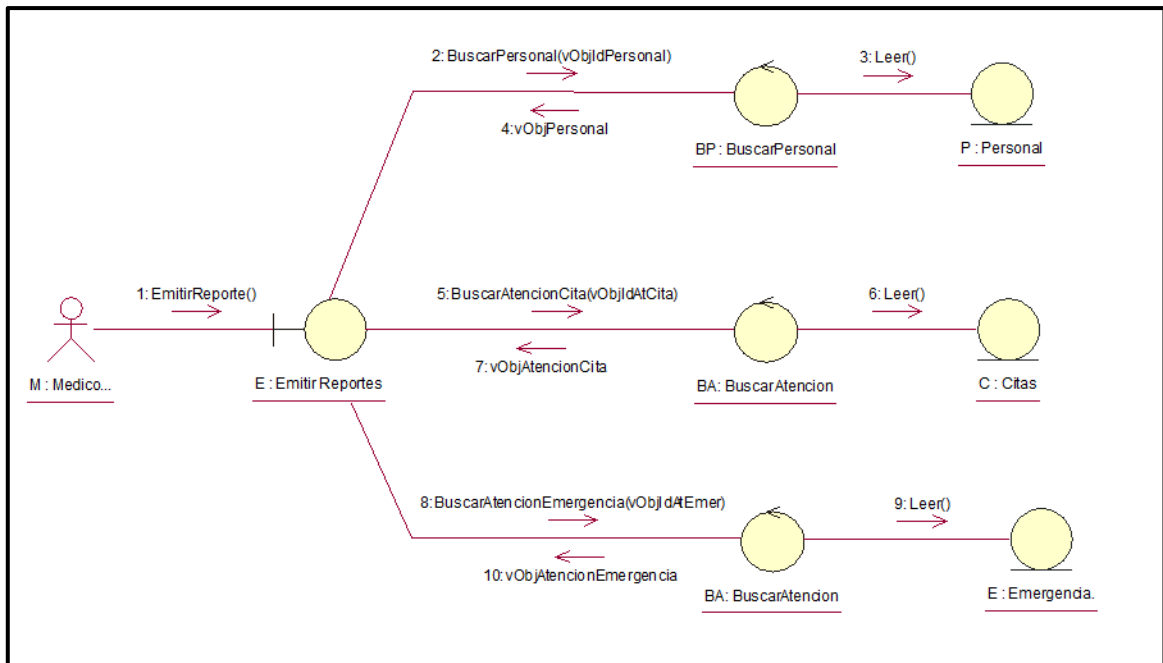 2: BuscarPersonal(vObjIdPersonal)
3: Leer()
4:vObjPersonal
BP : BuscarPersonal
P : Personal
1: EmitirReporte()
5: BuscarAtencionCita(vObjIdAtCita)
6: Leer()
7: vObjAtencionCita
M : Medico...
E : Emitir Reportes
BA: BuscarAtencion
C : Citas
8:BuscarAtencionEmergencia(vObjIdAtEmer)
9: Leer()
10:vObjAtencionEmergencia
BA: BuscarAtencion
E : Emergencia.